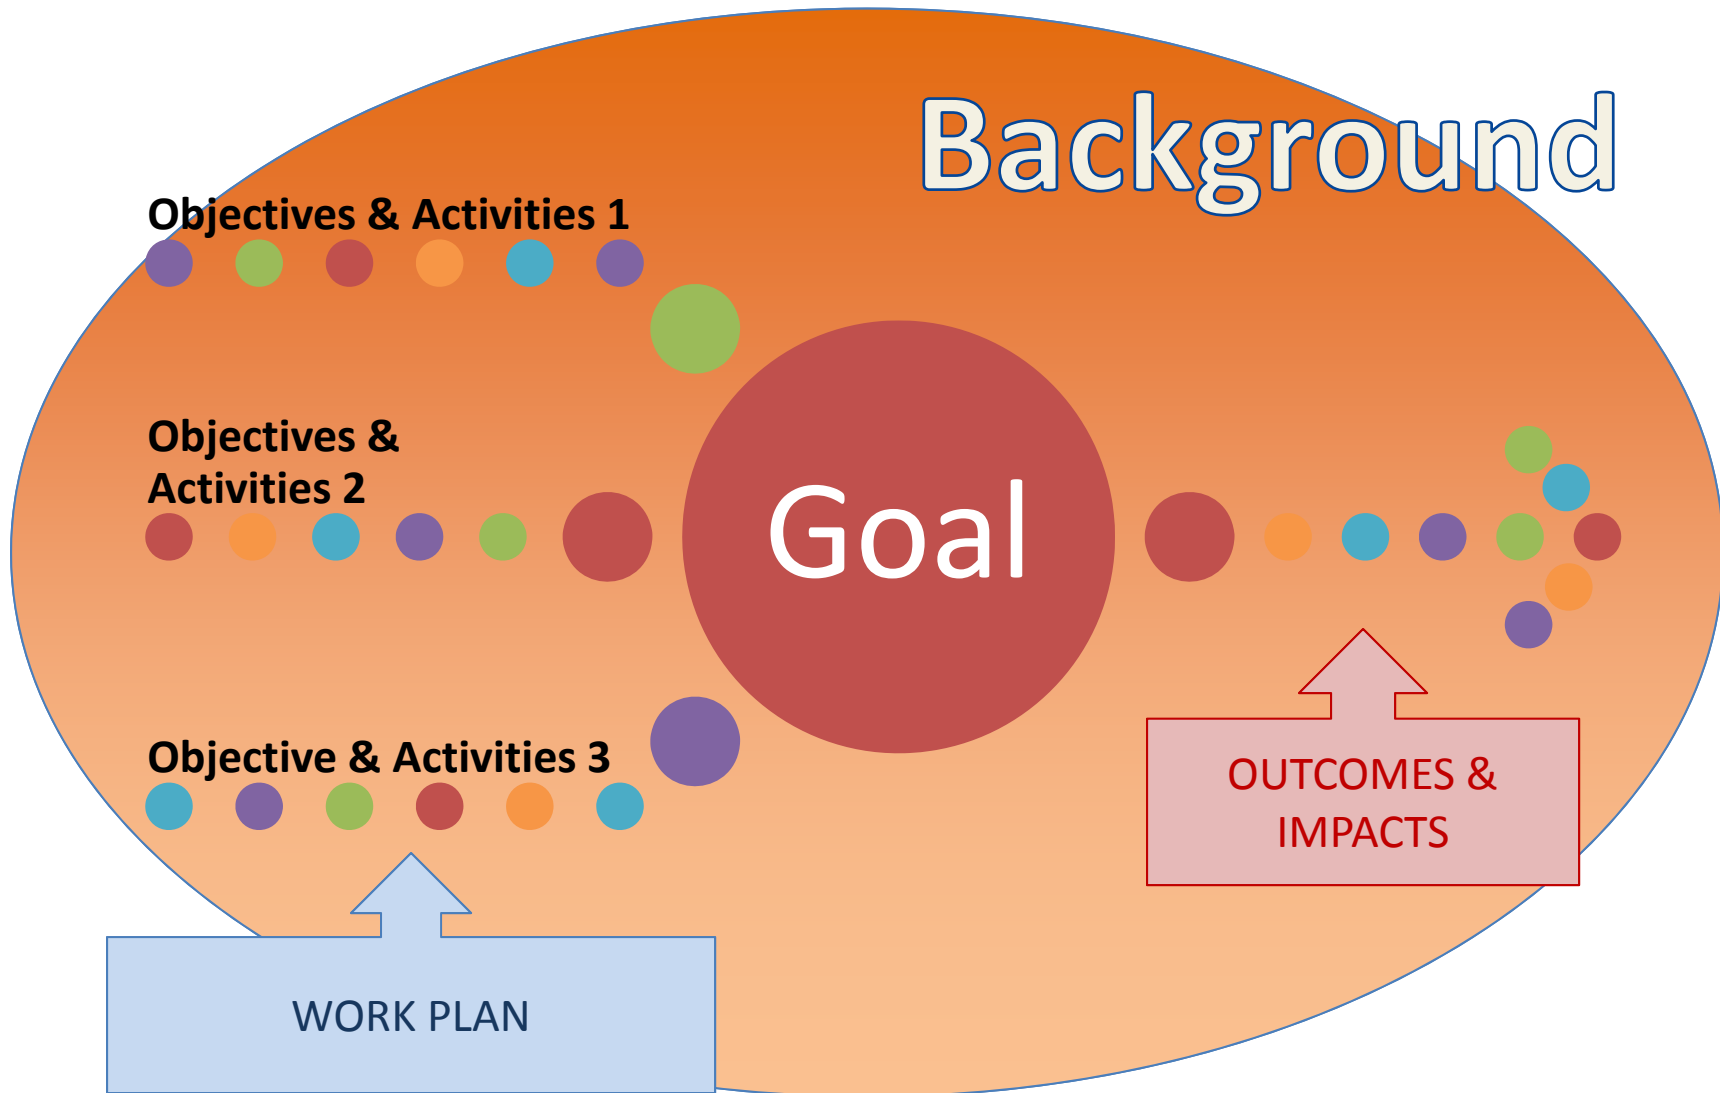 Background
Objectives & Activities 1
Objectives &
Activities 2
Goal
Objective & Activities 3
OUTCOMES &
IMPACTS
WORK PLAN